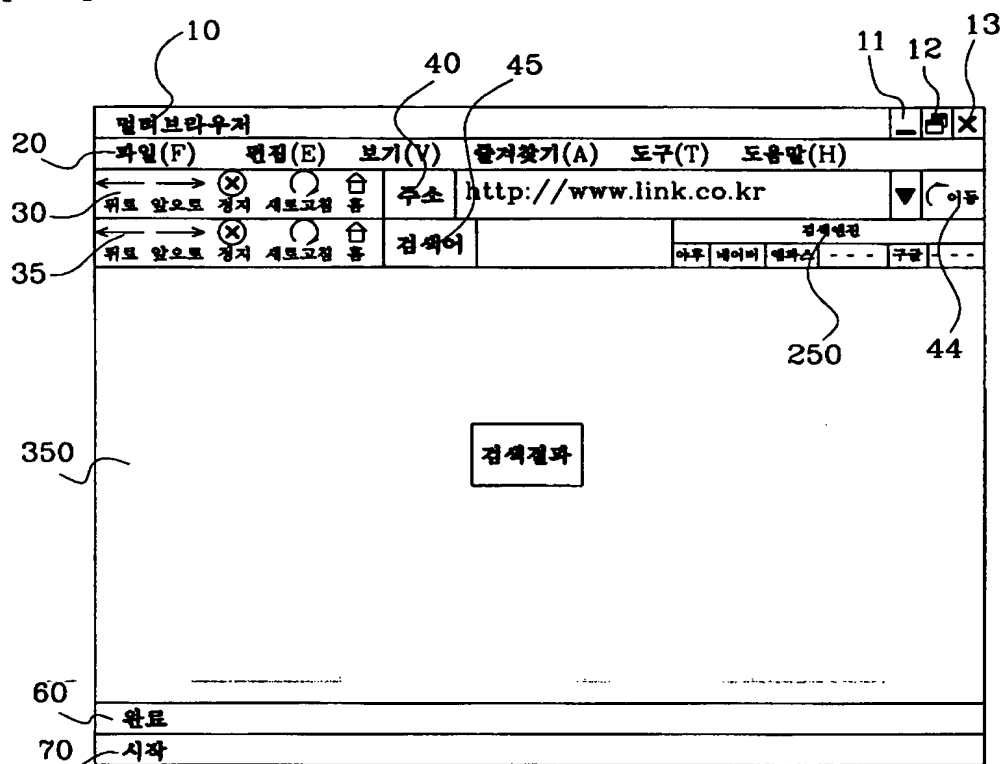 10
11 12 13
40 45
멀티브라우저
20 파일(F) 편집(E) 보기(V) 즐겨찾기(A) 도구(T) 도움말(H)
30 뒤로 앞으로 정지 새로고침 홈 주소 http://www.link.co.kr 이동
35 뒤로 앞으로 정지 새로고침 홈 검색어 검색엔진
야후 네이버 엠파스 - - - 구글 - - -
250 44
350 검색결과
60 완료
70 시작